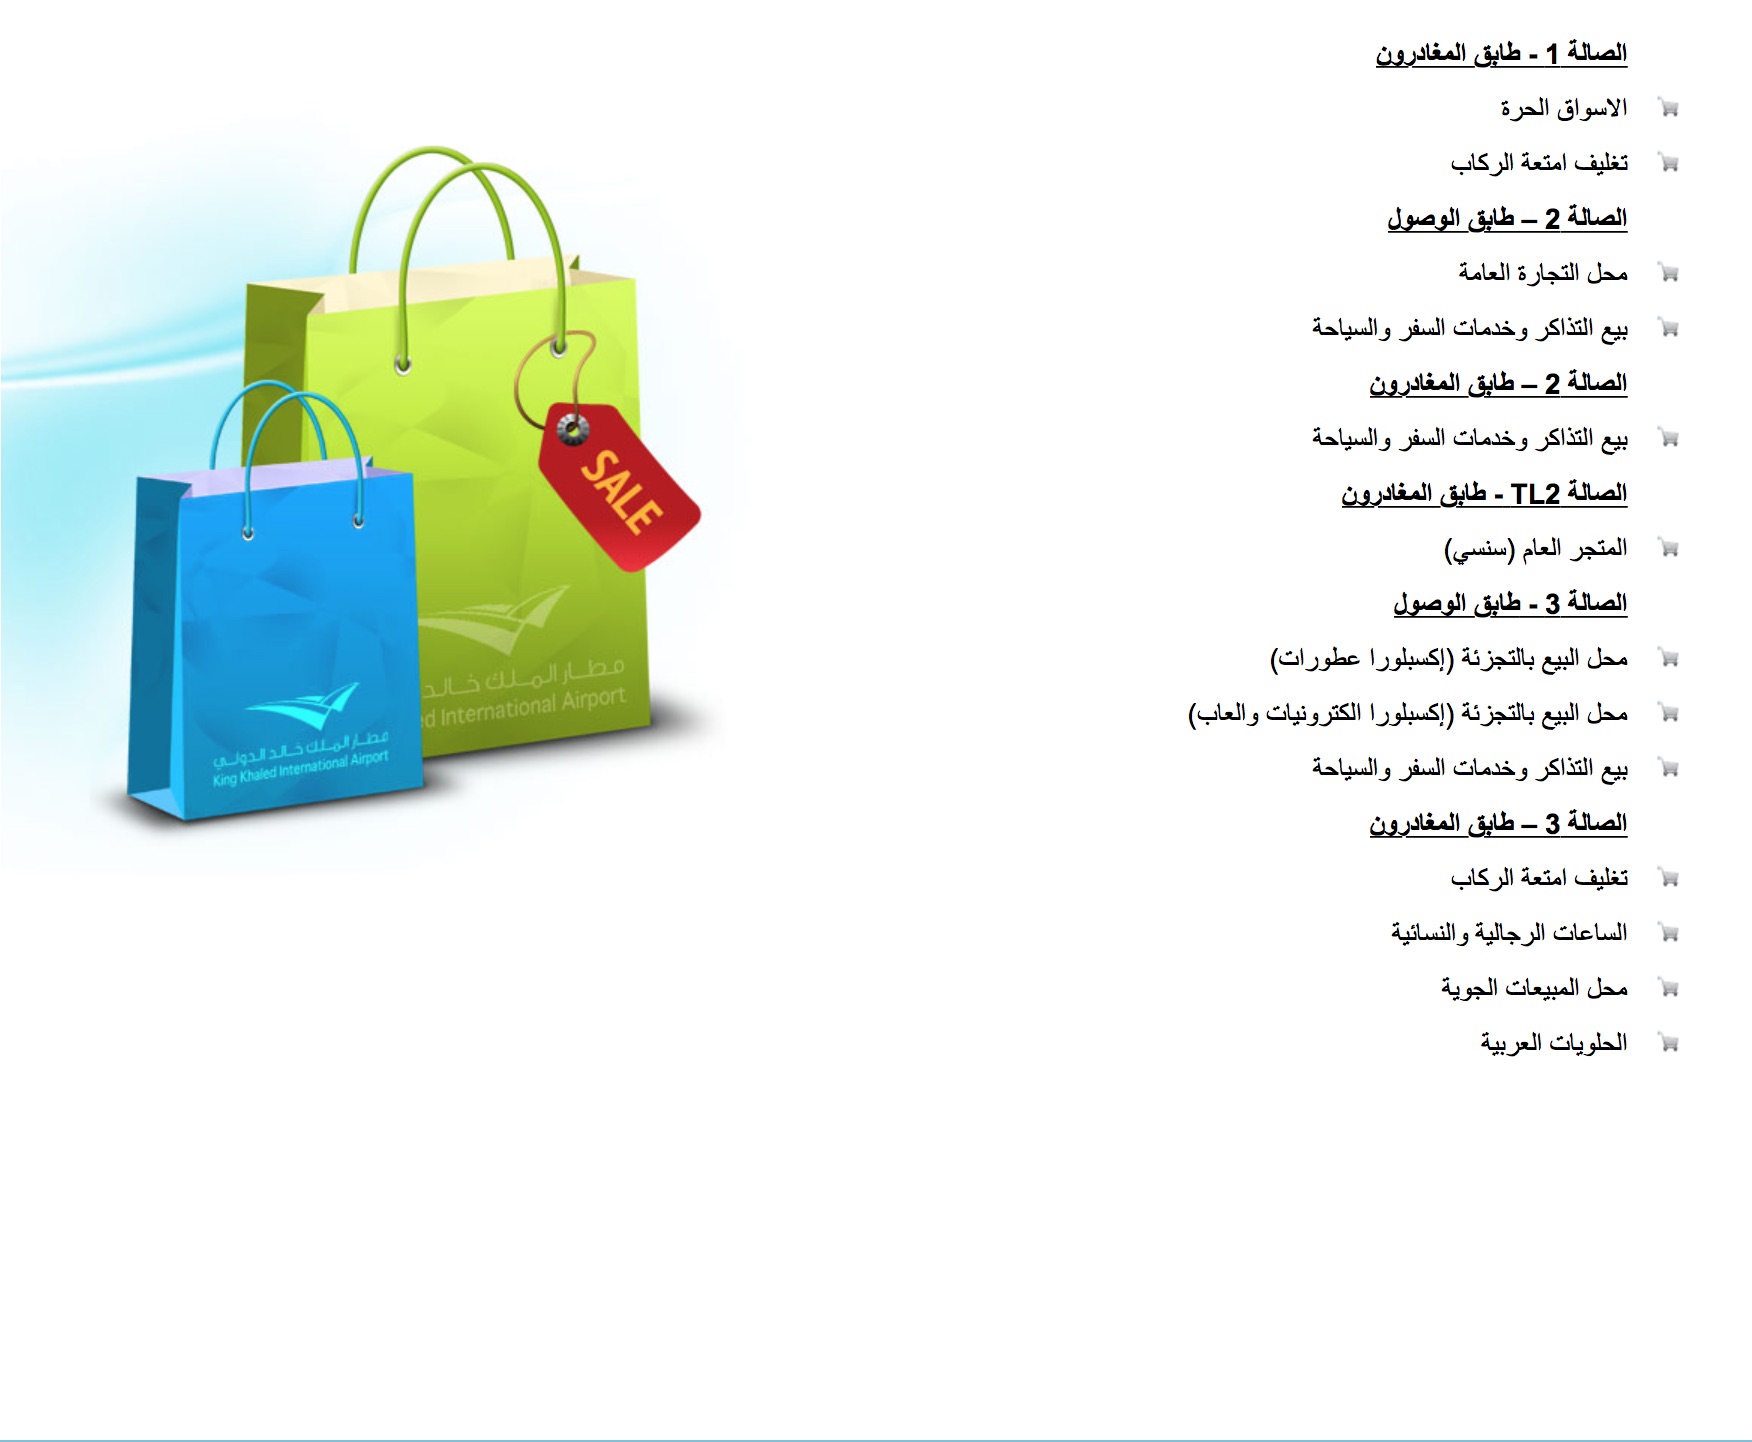 الصالة 1 - طابق المغادرون
الاسواق الحرة
تغليف امتعة الركاب
الصالة 2 – طابق الوصول
محل التجارة العامة
بيع التذاكر وخدمات السفر والسياحة
الصالة 2 – طابق المغادرون
بيع التذاكر وخدمات السفر والسياحة
الصالة TL2 - طابق المغادرون
المتجر العام (سنسي)
الصالة 3 - طابق الوصول
محل البيع بالتجزئة (إكسبلورا عطورات)
محل البيع بالتجزئة (إكسبلورا الكترونيات والعاب)
بيع التذاكر وخدمات السفر والسياحة
الصالة 3 – طابق المغادرون
تغليف امتعة الركاب
الساعات الرجالية والنسائية
محل المبيعات الجوية
الحلويات العربية
SALE
مطار الملك خالد
ed International Airport
مطار الملك خالد الدولي
King Khaled International Airport